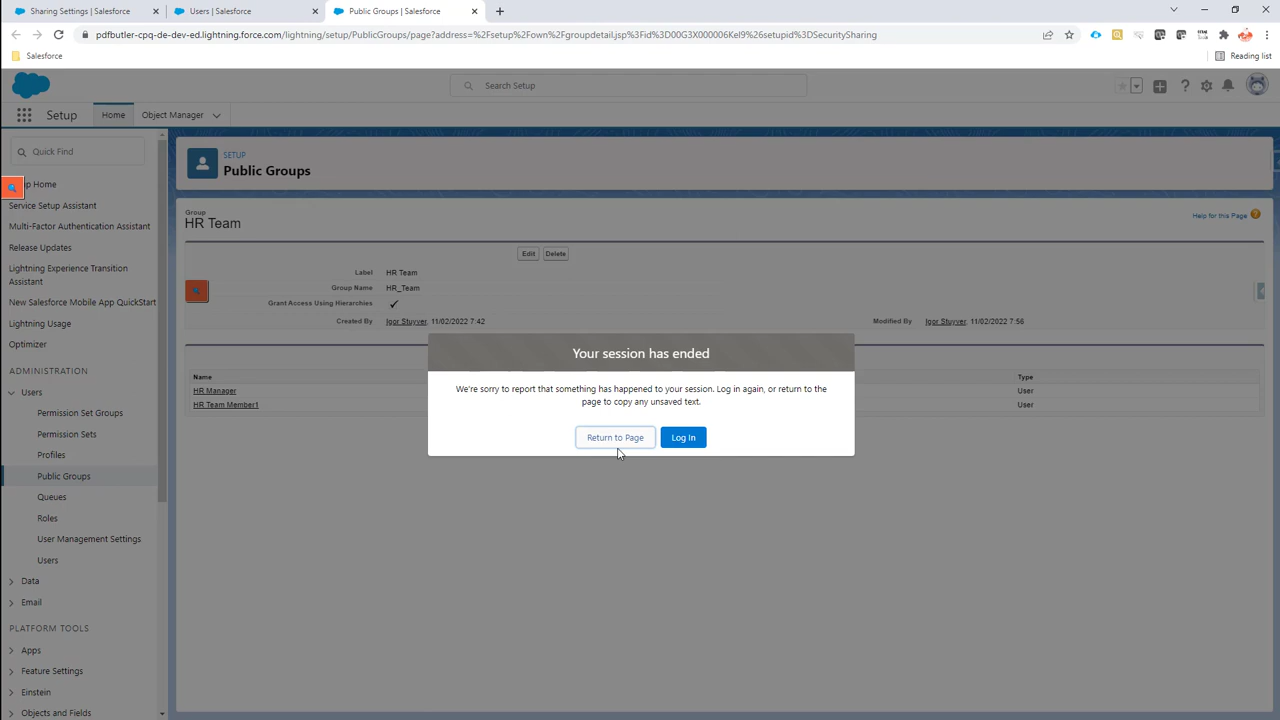 Sharing Settings | Salesforce
Users | Salesforce
Public Groups | Salesforce
pdfbutler-cpq-de-dev-ed.lightning.force.com/lightning/setup/PublicGroups/page?address=%2Fsetup%2Fown%2Fgroupdetail.jsp%3Fid%3D00G3X000006Kel9%26setupid%3DSecuritySharing
Salesforce
Reading list
Search Setup
Setup
Home
Object Manager
Quick Find
p Home
Service Setup Assistant
Multi-Factor Authentication Assistant
Release Updates
Lightning Experience Transition
Assistant
New Salesforce Mobile App QuickStart
Lightning Usage
Optimizer
ADMINISTRATION
Users
Permission Set Groups
Permission Sets
Profiles
Public Groups
Queues
Roles
User Management Settings
Users
Data
Email
PLATFORM TOOLS
Apps
Feature Settings
Einstein
Objects and Fields
SETUP
Public Groups
Group
HR Team
Help for this Page
Edit Delete
Label HR Team
Group Name HR_Team
Grant Access Using Hierarchies
Created By Igor Stuyver, 11/02/2022 7:42
Modified By Igor Stuyver, 11/02/2022 7:56
Name Type
HR Manager User
HR Team Member1 User
Your session has ended
We're sorry to report that something has happened to your session. Log in again, or return to the
page to copy any unsaved text.
Return to Page
Log In